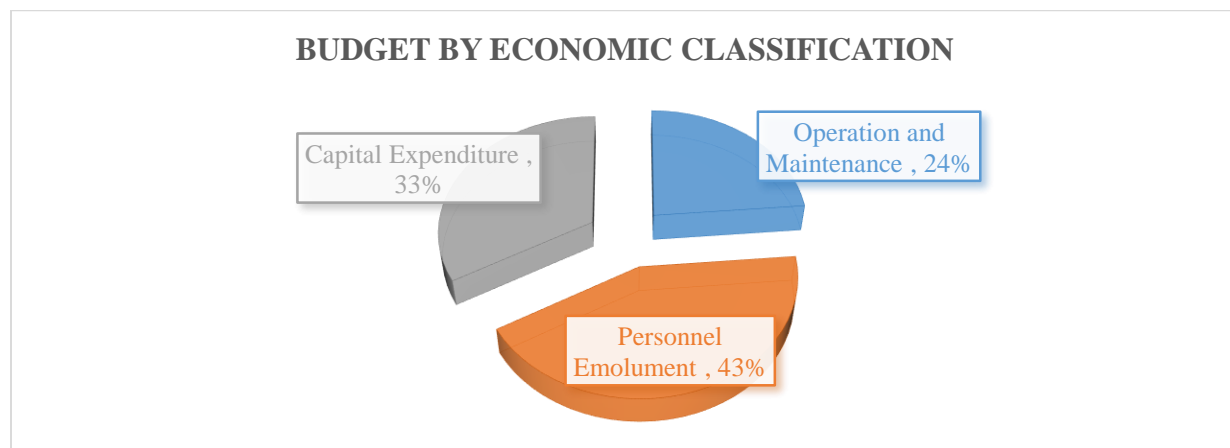 BUDGET BY ECONOMIC CLASSIFICATION
Operation and
Maintenance , 24%
Capital Expenditure ,
33%
Personnel
Emolument , 43%